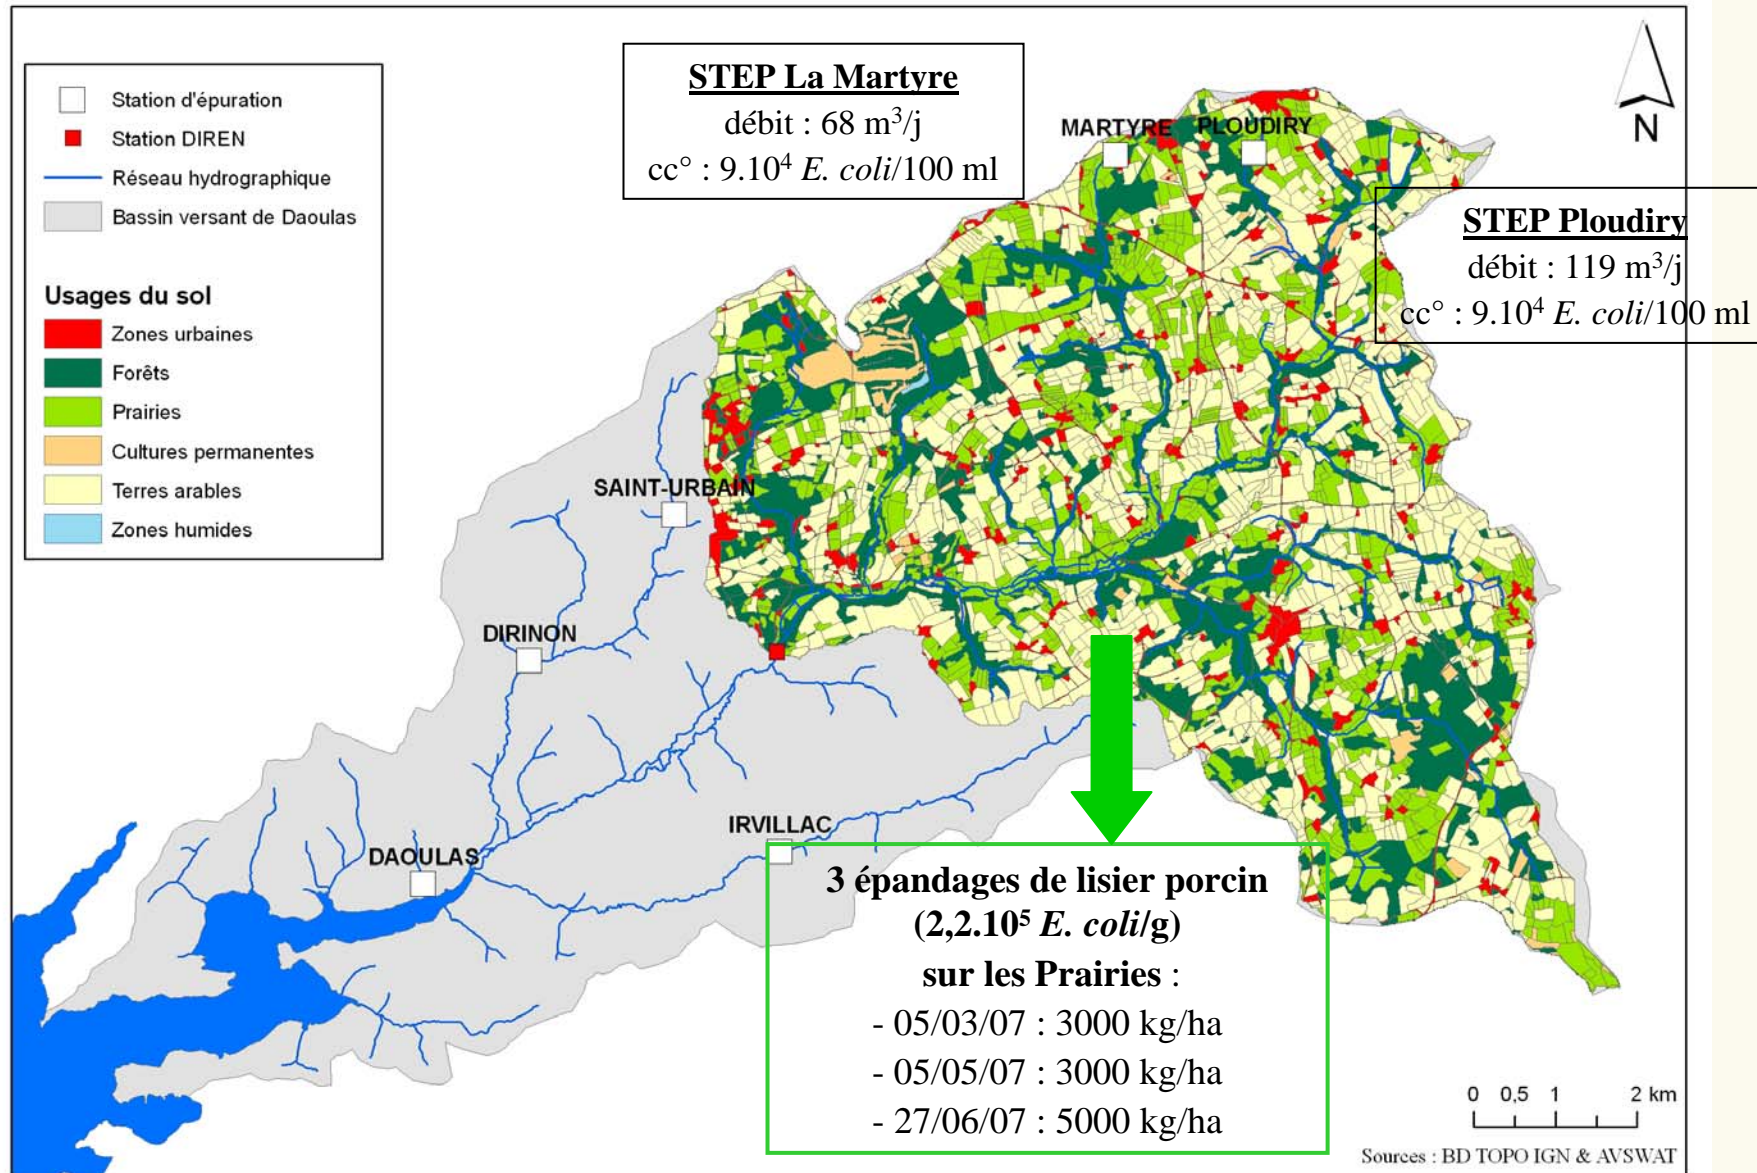 Station d'épuration
Station DIREN
Réseau hydrographique
Bassin versant de Daoulas
Usages du sol
Zones urbaines
Forêts
Prairies
Cultures permanentes
Terres arables
Zones humides
STEP La Martyre
débit : 68 m³/j
cc° : 9.10⁴ E. coli/100 ml
MARTYRE
PLOUDIRY
N
STEP Ploudiry
débit : 119 m³/j
cc° : 9.10⁴ E. coli/100 ml
SAINT-URBAIN
DIRINON
IRVILLAC
DAOULAS
3 épandages de lisier porcin
(2,2.10⁵ E. coli/g)
sur les Prairies :
- 05/03/07 : 3000 kg/ha
- 05/05/07 : 3000 kg/ha
- 27/06/07 : 5000 kg/ha
0 0,5 1 2 km
Sources : BD TOPO IGN & AVSWAT